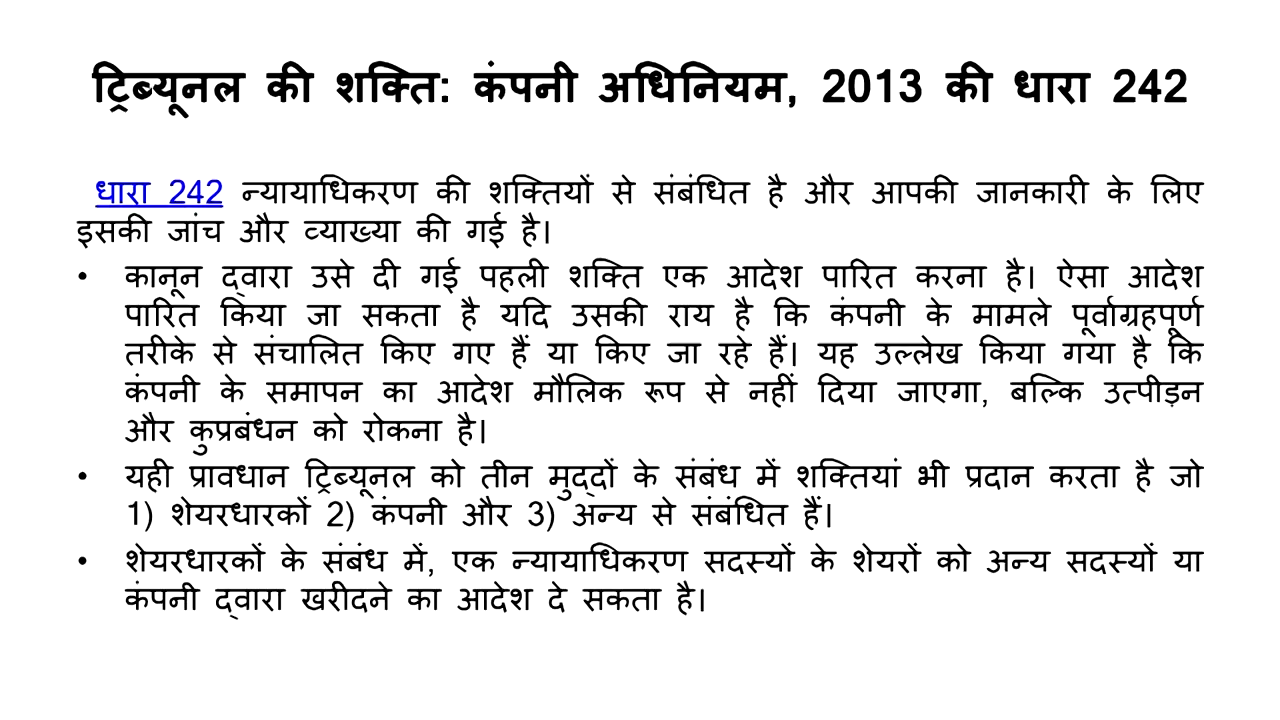 ट्रिब्यूनल की शक्ति: कंपनी अधिनियम, 2013 की धारा 242
धारा 242 न्यायाधिकरण की शक्तियों से संबंधित है और आपकी जानकारी के लिए
इसकी जांच और व्याख्या की गई है।
• कानून द्वारा उसे दी गई पहली शक्ति एक आदेश पारित करना है। ऐसा आदेश
पारित किया जा सकता है यदि उसकी राय है कि कंपनी के मामले पूर्वाग्रहपूर्ण
तरीके से संचालित किए गए हैं या किए जा रहे हैं। यह उल्लेख किया गया है कि
कंपनी के समापन का आदेश मौलिक रूप से नहीं दिया जाएगा, बल्कि उत्पीड़न
और कुप्रबंधन को रोकना है।
• यही प्रावधान ट्रिब्यूनल को तीन मुद्दों के संबंध में शक्तियां भी प्रदान करता है जो
1) शेयरधारकों 2) कंपनी और 3) अन्य से संबंधित हैं।
• शेयरधारकों के संबंध में, एक न्यायाधिकरण सदस्यों के शेयरों को अन्य सदस्यों या
कंपनी द्वारा खरीदने का आदेश दे सकता है।